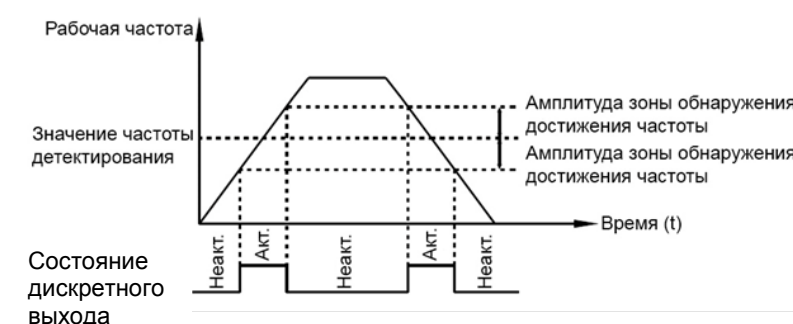 Рабочая частота
Амплитуда зоны обнаружения
достижения частоты
Значение частоты
детектирования
Амплитуда зоны обнаружения
достижения частоты
Время (t)
Неакт.
Акт.
Неакт.
Акт.
Неакт.
Состояние
дискретного
выхода